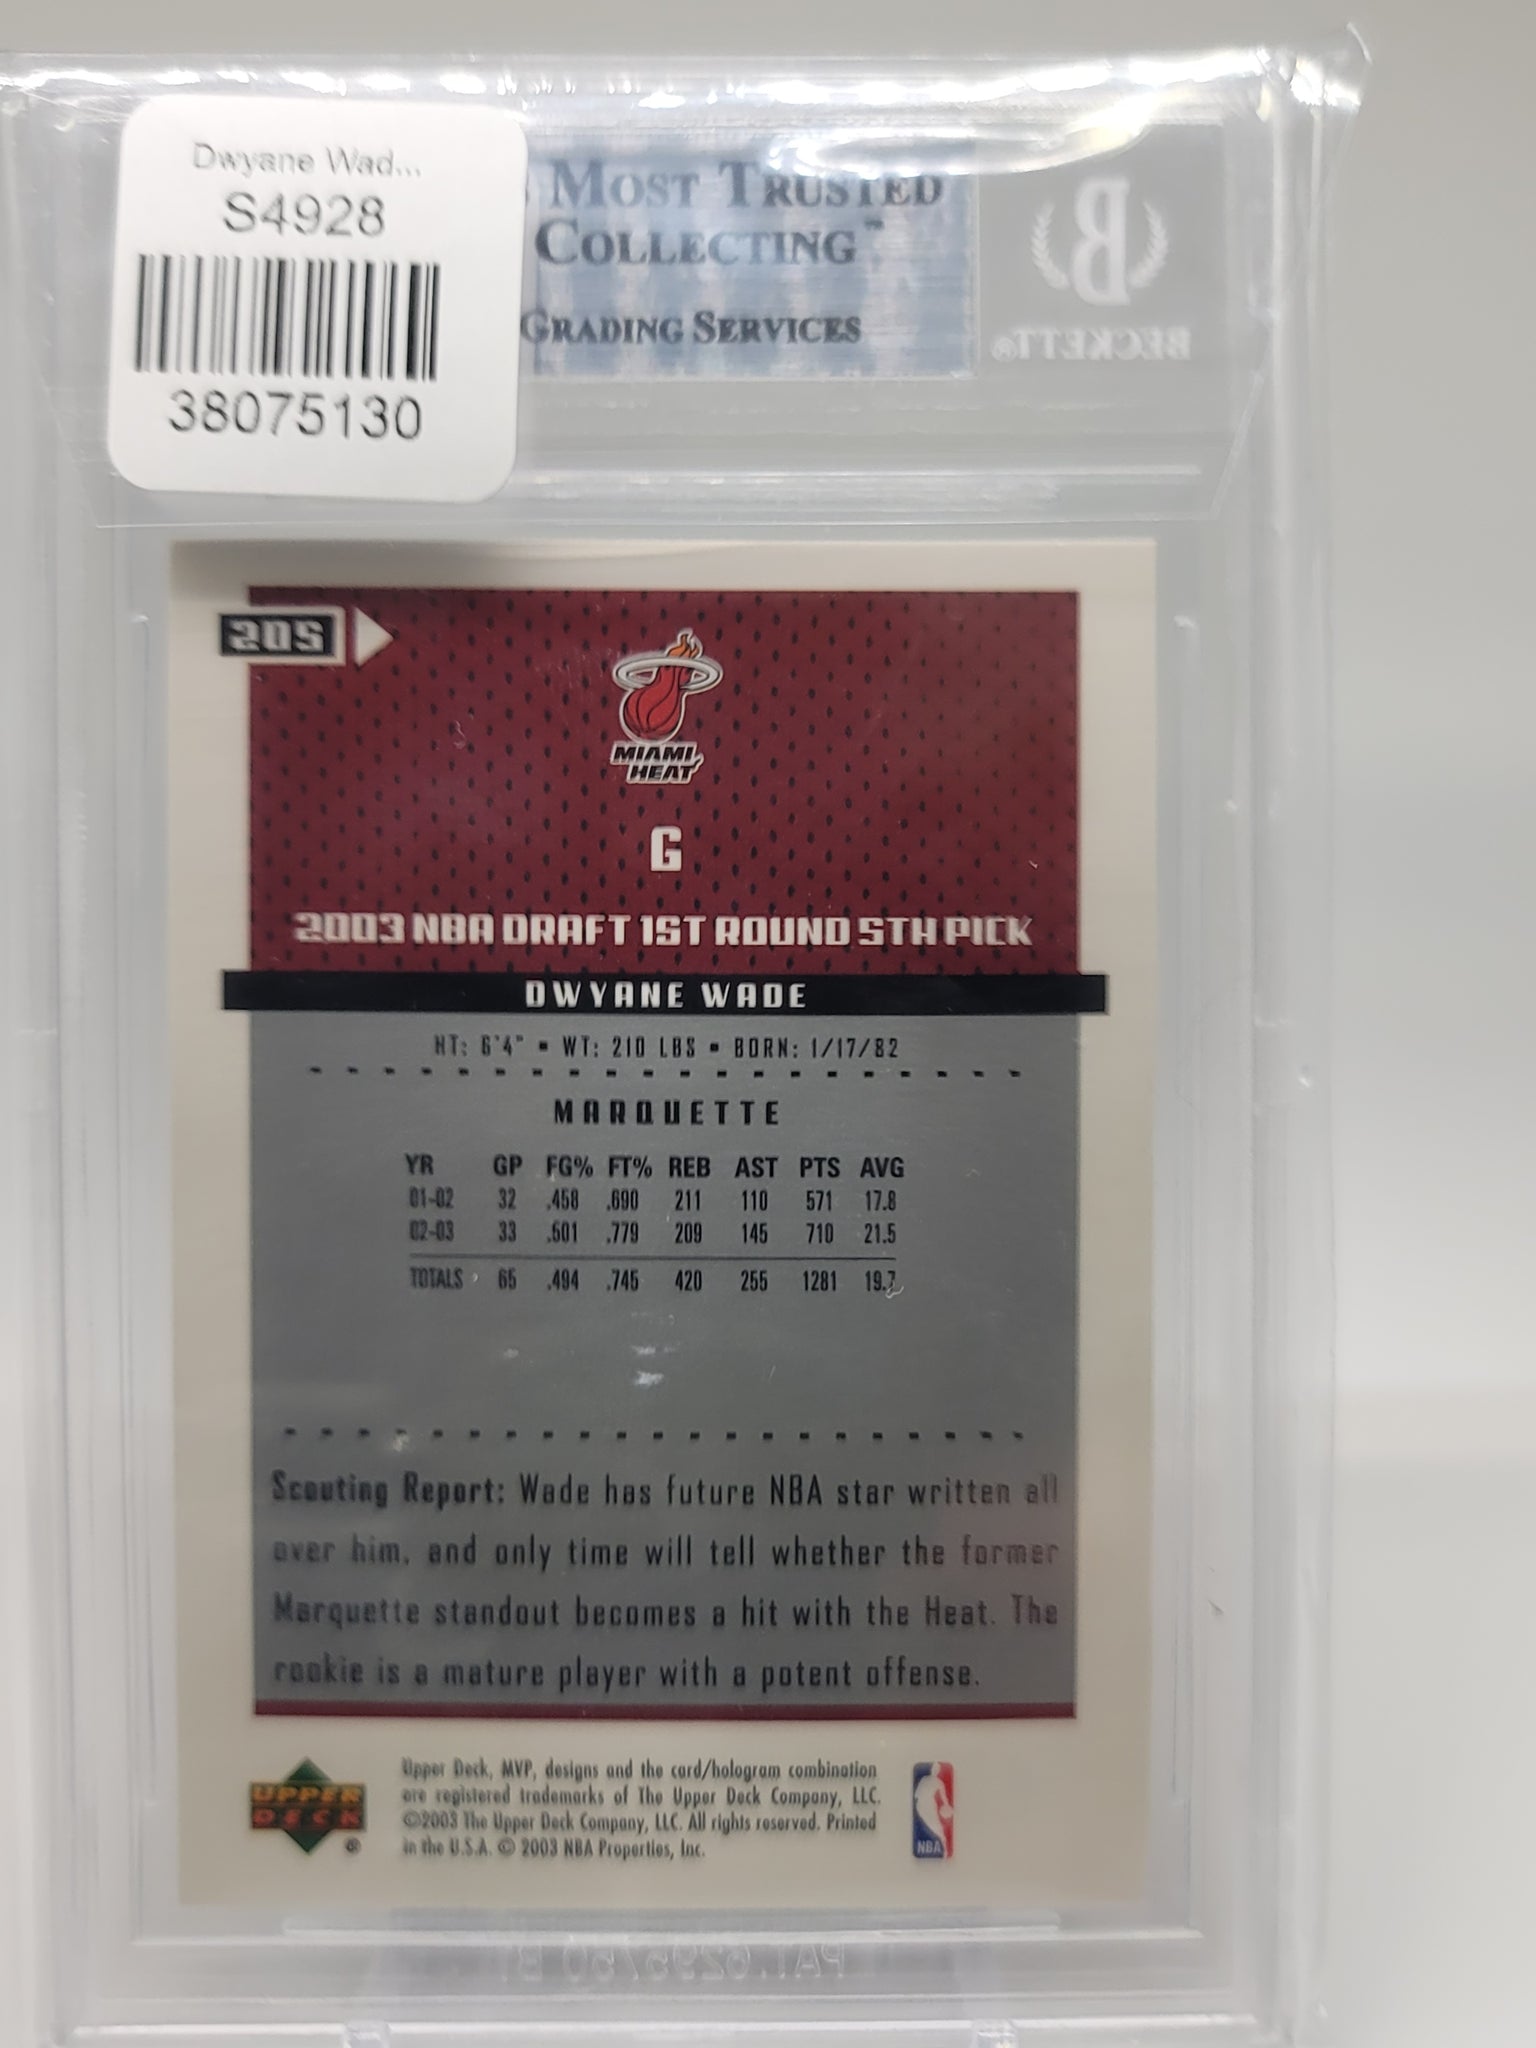 Dwyane Wad...
S4928
38075130
MOST TRUSTED
COLLECTING™
GRADING SERVICES
B
BECKETT®
205
MIAMI
HEAT
G
2003 NBA DRAFT 1ST ROUND 5TH PICK
DWYANE WADE
HT: 6'4" ▪ WT: 210 LBS ▪ BORN: 1/17/82
MARQUETTE
YR GP FG% FT% REB AST PTS AVG
01-02 32 .458 .690 211 110 571 17.8
02-03 33 .501 .779 209 145 710 21.5
TOTALS 65 .494 .745 420 255 1281 19.7
Scouting Report: Wade has future NBA star written all
over him, and only time will tell whether the former
Marquette standout becomes a hit with the Heat. The
rookie is a mature player with a potent offense.
UPPER
DECK
®
Upper Deck, MVP, designs and the card/hologram combination
are registered trademarks of The Upper Deck Company, LLC.
©2003 The Upper Deck Company, LLC. All rights reserved. Printed
in the U.S.A. © 2003 NBA Properties, Inc.
NBA